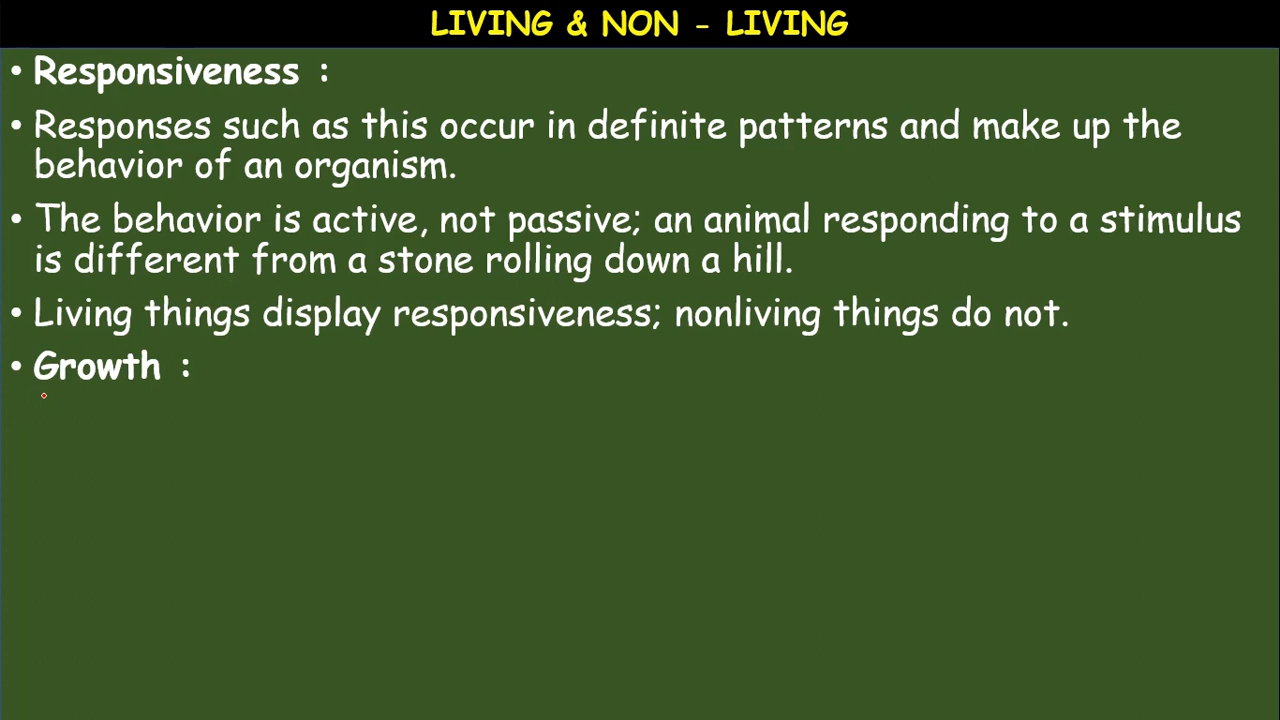 LIVING & NON - LIVING
• Responsiveness :
• Responses such as this occur in definite patterns and make up the
behavior of an organism.
• The behavior is active, not passive; an animal responding to a stimulus
is different from a stone rolling down a hill.
• Living things display responsiveness; nonliving things do not.
• Growth :